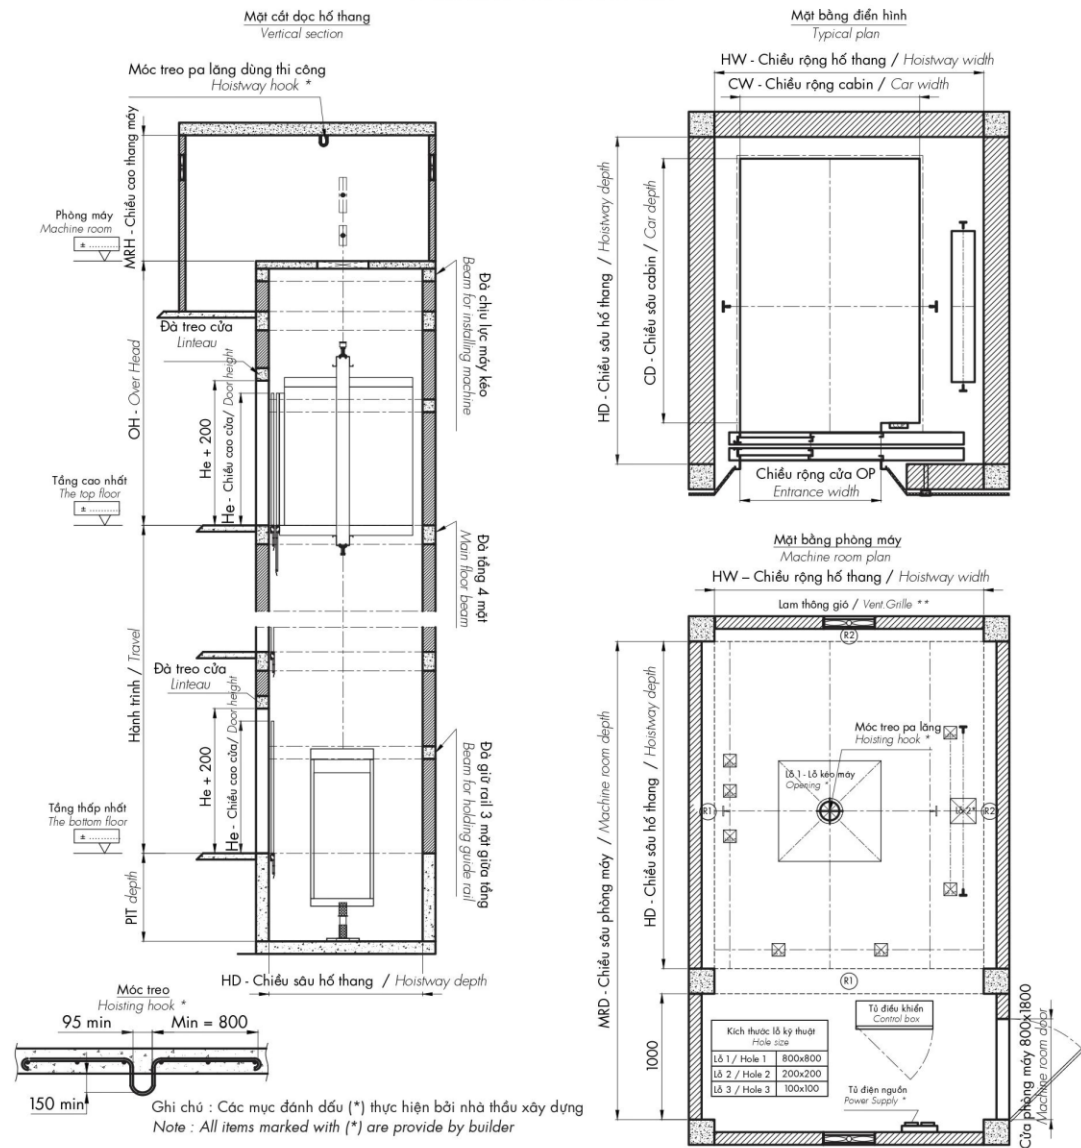 Mặt cắt dọc hố thang
Vertical section
Móc treo pa lăng dùng thi công
Hoistway hook *
MRH - Chiều cao thang máy
Phòng máy
Machine room
±
Đà chịu lực máy kéo
Beam for installing machine
Đà treo cửa
Linteau
OH - Over Head
He + 200
He - Chiều cao cửa/ Door height
Tầng cao nhất
The top floor
±
Đà tầng 4 mặt
Main floor beam
Hành trình / Travel
Đà treo cửa
Linteau
He + 200
He - Chiều cao cửa/ Door height
Đà giữ rail 3 mặt giữa tầng
Beam for holding guide rail
Tầng thấp nhất
The bottom floor
±
PIT depth
HD - Chiều sâu hố thang / Hoistway depth
Móc treo
Hoisting hook *
95 min
Min = 800
150 min
Ghi chú : Các mục đánh dấu (*) thực hiện bởi nhà thầu xây dựng
Note : All items marked with (*) are provide by builder
Mặt bằng điển hình
Typical plan
HW - Chiều rộng hố thang / Hoistway width
CW - Chiều rộng cabin / Car width
HD - Chiều sâu hố thang / Hoistway depth
CD - Chiều sâu cabin / Car depth
Chiều rộng cửa OP
Entrance width
Mặt bằng phòng máy
Machine room plan
HW – Chiều rộng hố thang / Hoistway width
Lam thông gió / Vent.Grille **
R2
MRD - Chiều sâu phòng máy / Machine room depth
HD - Chiều sâu hố thang / Hoistway depth
Móc treo pa lăng
Hoisting hook *
Lỗ 1 - Lỗ kéo máy
Opening *
R1
Lỗ 2*
R2
R1
1000
Tủ điều khiển
Control box
Kích thước lỗ kỹ thuật
Hole size
Lỗ 1 / Hole 1 800x800
Lỗ 2 / Hole 2 200x200
Lỗ 3 / Hole 3 100x100
Tủ điện nguồn
Power Supply *
Cửa phòng máy 800x1800
Machine room door